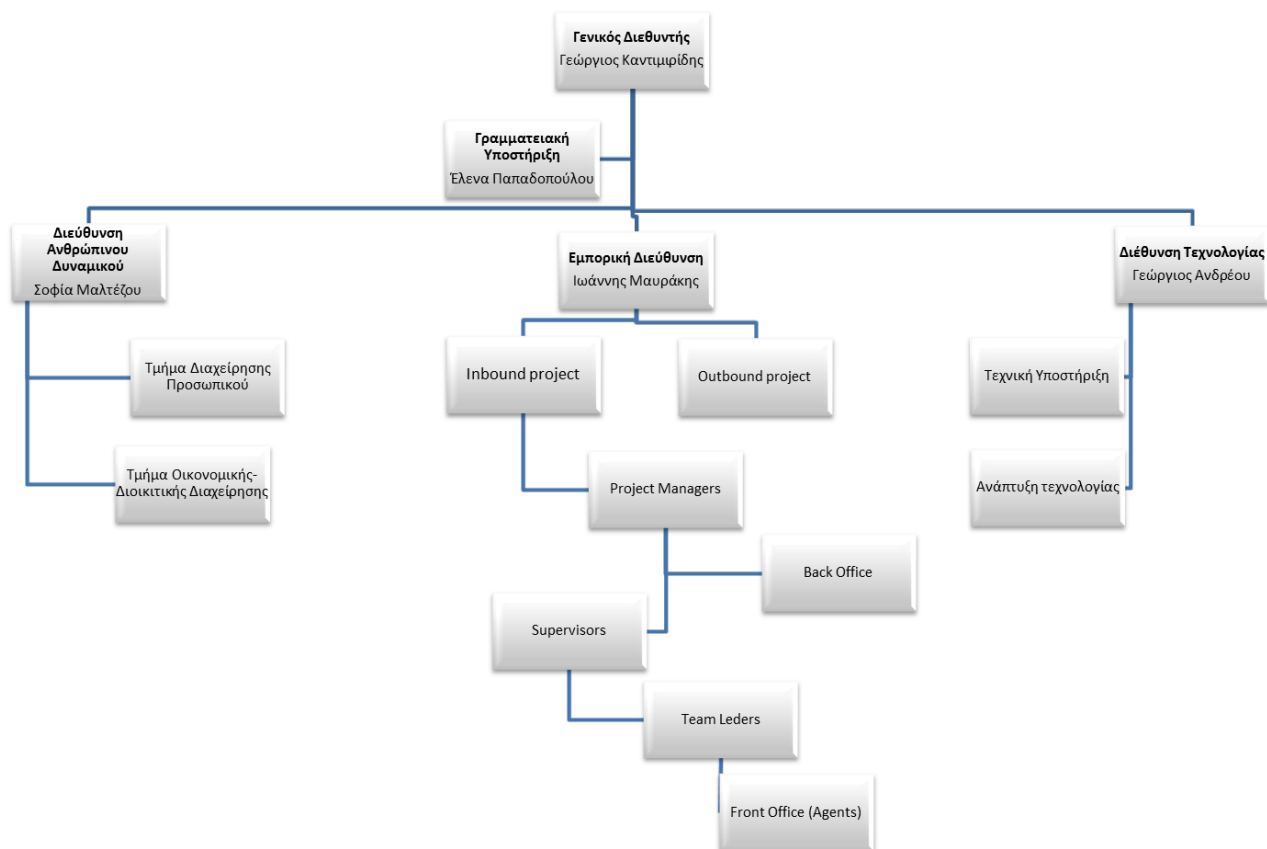 Γενικός Διεθυντής
Γεώργιος Καντιμιρίδης
Γραμματειακή
Υποστήριξη
Έλενα Παπαδοπούλου
Διεύθυνση
Ανθρώπινου
Δυναμικού
Σοφία Μαλτέζου
Εμπορική Διεύθυνση
Ιωάννης Μαυράκης
Διέθυνση Τεχνολογίας
Γεώργιος Ανδρέου
Τμήμα Διαχείρησης
Προσωπικού
Inbound project
Outbound project
Τεχνική Υποστήριξη
Τμήμα Οικονομικής-
Διοικιτικής Διαχείρησης
Project Managers
Ανάπτυξη τεχνολογίας
Back Office
Supervisors
Team Leders
Front Office (Agents)